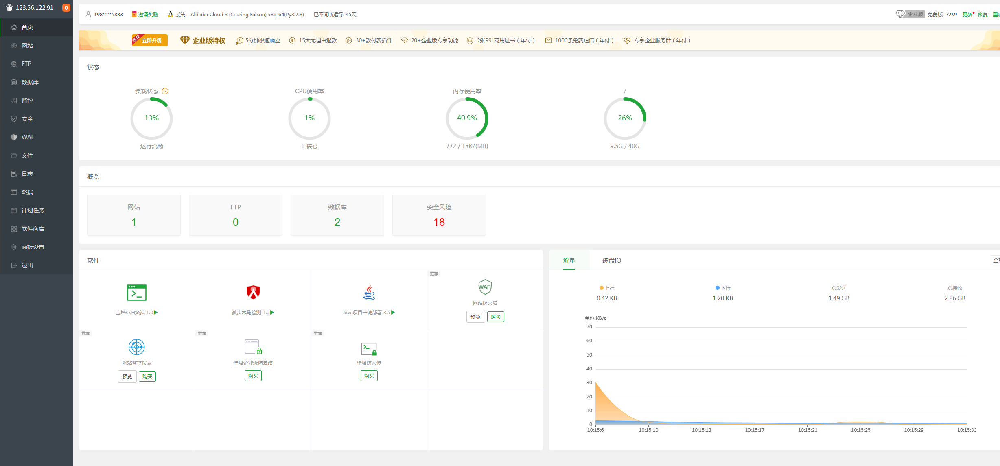 123.56.122.91 0
首页
网站
FTP
数据库
监控
安全
WAF
文件
日志
终端
计划任务
软件商店
面板设置
退出
198****5883 邀请奖励 系统: Alibaba Cloud 3 (Soaring Falcon) x86_64(Py3.7.8) 已不间断运行: 45天
企业版 免费版 7.9.9 更新 修复
推荐 立即升级 企业版特权 5分钟极速响应 15天无理由退款 30+ 30+款付费插件 20+企业版专享功能 SSL 2张SSL商用证书（年付） 1000条免费短信（年付） 专享企业服务群（年付）
状态
负载状态 ? CPU使用率 内存使用率 /
13% 1% 40.9% 26%
运行流畅 1 核心 772 / 1887(MB) 9.5G / 40G
概览
网站 FTP 数据库 安全风险
1 0 2 18
软件
宝塔SSH终端 1.0
微步木马检测 1.0
Java项目一键部署 3.5
推荐
WAF
网站防火墙
预览 购买
推荐
网站监控报表
预览 购买
推荐
堡塔企业级防篡改
购买
推荐
堡塔防入侵
购买
流量 磁盘IO
上行 下行 总发送 总接收
0.42 KB 1.20 KB 1.49 GB 2.86 GB
单位:KB/s
70
60
50
40
30
20
10
0
10:15:6 10:15:10 10:15:13 10:15:17 10:15:21 10:15:25 10:15:29 10:15:33